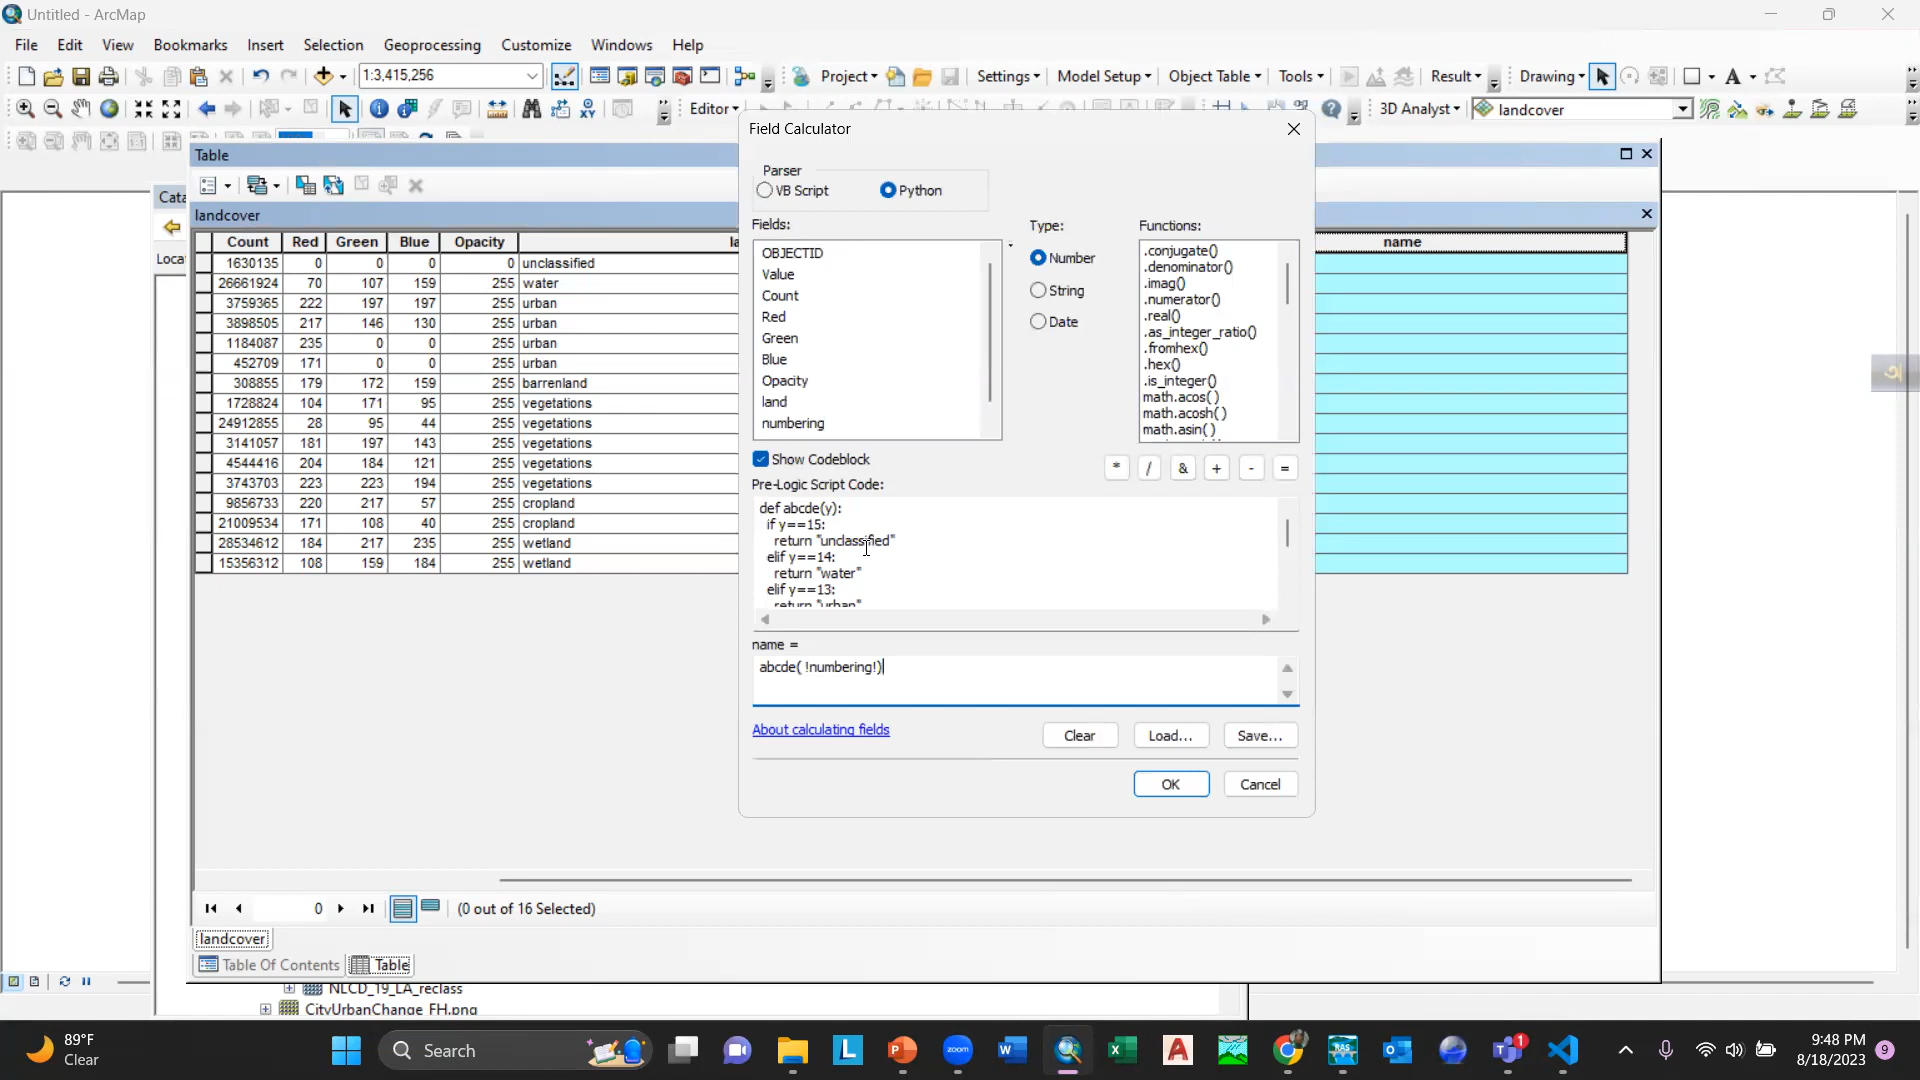 Untitled - ArcMap
File Edit View Bookmarks Insert Selection Geoprocessing Customize Windows Help
1:3,415,256
Project Settings Model Setup Object Table Tools Result Drawing
Editor
3D Analyst landcover
Field Calculator
Table
Parser
VB Script Python
Cata
landcover
Fields: Type: Functions:
Count Red Green Blue Opacity la name
1630135 0 0 0 0 unclassified
26661924 70 107 159 255 water
3759365 222 197 197 255 urban
3898505 217 146 130 255 urban
1184087 235 0 0 255 urban
452709 171 0 0 255 urban
308855 179 172 159 255 barrenland
1728824 104 171 95 255 vegetations
24912855 28 95 44 255 vegetations
3141057 181 197 143 255 vegetations
4544416 204 184 121 255 vegetations
3743703 223 223 194 255 vegetations
9856733 220 217 57 255 cropland
21009534 171 108 40 255 cropland
28534612 184 217 235 255 wetland
15356312 108 159 184 255 wetland
Loca
OBJECTID
Value
Count
Red
Green
Blue
Opacity
land
numbering
Number
String
Date
.conjugate()
.denominator()
.imag()
.numerator()
.real()
.as_integer_ratio()
.fromhex()
.hex()
.is_integer()
math.acos( )
math.acosh( )
math.asin( )
Show Codeblock
* / & + - =
Pre-Logic Script Code:
def abcde(y):
if y==15:
return "unclassified"
elif y==14:
return "water"
elif y==13:
return "urban"
name =
abcde( !numbering!)
About calculating fields
Clear Load... Save...
OK Cancel
অ
0 (0 out of 16 Selected)
landcover
Table Of Contents Table
NLCD_19_LA_reclass
CityUrbanChange_FH.png
89°F
Clear
Search
zoom
RAS
1
9:48 PM
8/18/2023
9